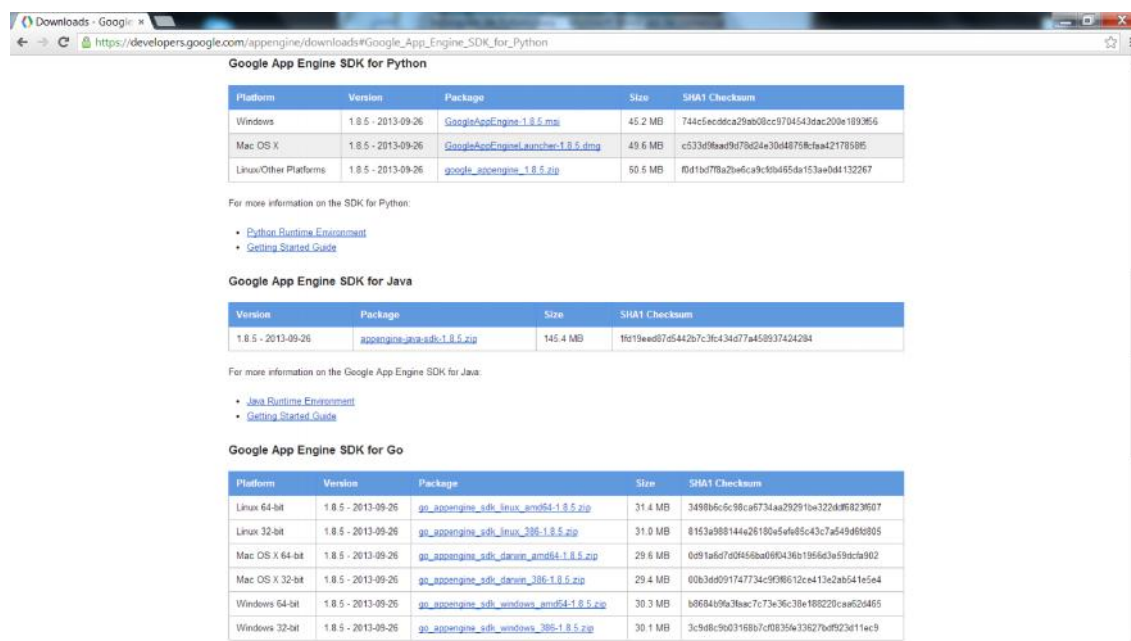 Downloads - Google
https://developers.google.com/appengine/downloads#Google_App_Engine_SDK_for_Python
Google App Engine SDK for Python
Platform Version Package Size SHA1 Checksum
Windows 1.8.5 - 2013-09-26 GoogleAppEngine-1.8.5.msi 45.2 MB
Mac OS X 1.8.5 - 2013-09-26 GoogleAppEngineLauncher-1.8.5.dmg 49.6 MB
Linux/Other Platforms 1.8.5 - 2013-09-26 google_appengine_1.8.5.zip 50.5 MB
For more information on the SDK for Python:
• Python Runtime Environment
• Getting Started Guide
Google App Engine SDK for Java
Version Package Size SHA1 Checksum
1.8.5 - 2013-09-26 appengine-java-sdk-1.8.5.zip 145.4 MB 1fd19eed87d5442b7c3fc434d77a458937424284
For more information on the Google App Engine SDK for Java:
• Java Runtime Environment
• Getting Started Guide
Google App Engine SDK for Go
Platform Version Package Size SHA1 Checksum
Linux 64-bit 1.8.5 - 2013-09-26 go_appengine_sdk_linux_amd64-1.8.5.zip 31.4 MB 3498b6c6c98ca6734aa29291be322ddf6823f607
Linux 32-bit 1.8.5 - 2013-09-26 go_appengine_sdk_linux_386-1.8.5.zip 31.0 MB 8153a988144e26180e5efe85c43c7a549d6fd805
Mac OS X 64-bit 1.8.5 - 2013-09-26 go_appengine_sdk_darwin_amd64-1.8.5.zip 29.6 MB 0d91a6d7d0f456ba06f0436b1956d3e59dcfa902
Mac OS X 32-bit 1.8.5 - 2013-09-26 go_appengine_sdk_darwin_386-1.8.5.zip 29.4 MB 00b3dd091747734c9f3f8612ce413e2ab541e5e4
Windows 64-bit 1.8.5 - 2013-09-26 go_appengine_sdk_windows_amd64-1.8.5.zip 30.3 MB
Windows 32-bit 1.8.5 - 2013-09-26 go_appengine_sdk_windows_386-1.8.5.zip 30.1 MB